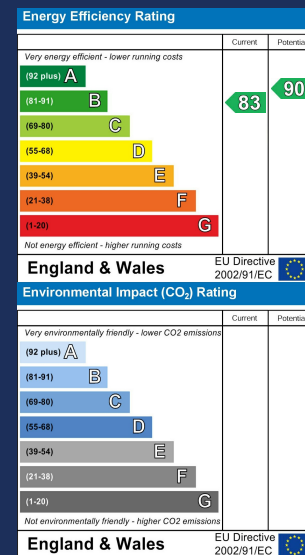 Energy Efficiency Rating
Current Potentia
Very energy efficient - lower running costs
(92 plus) A
(81-91) B
(69-80) C
(55-68) D
(39-54) E
(21-38) F
(1-20) G
83
90
Not energy efficient - higher running costs
England & Wales
EU Directive
2002/91/EC
Environmental Impact (CO₂) Rating
Current Potentia
Very environmentally friendly - lower CO2 emissions
(92 plus) A
(81-91) B
(69-80) C
(55-68) D
(39-54) E
(21-38) F
(1-20) G
Not environmentally friendly - higher CO2 emissions
England & Wales
EU Directive
2002/91/EC